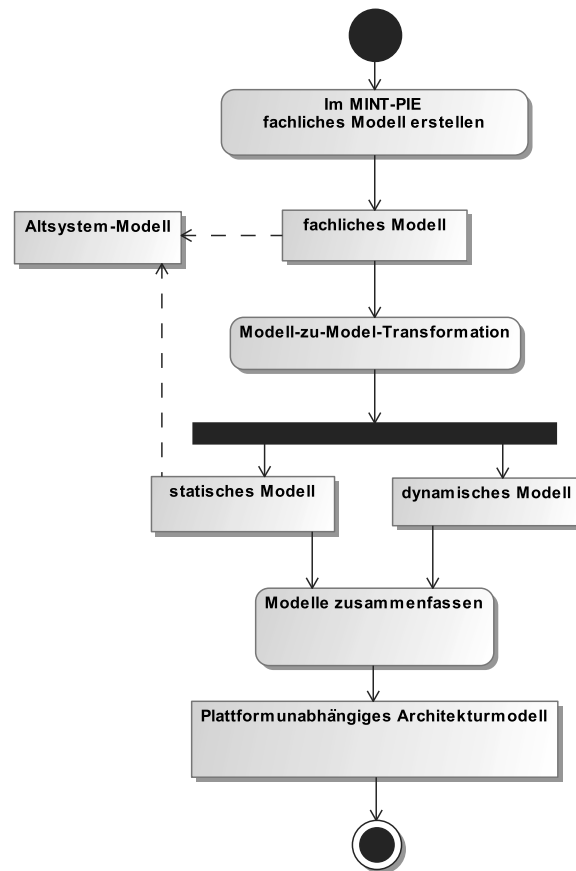 Im MINT-PIE
fachliches Modell erstellen
Altsystem-Modell
fachliches Modell
Modell-zu-Model-Transformation
statisches Modell
dynamisches Modell
Modelle zusammenfassen
Plattformunabhängiges Architekturmodell